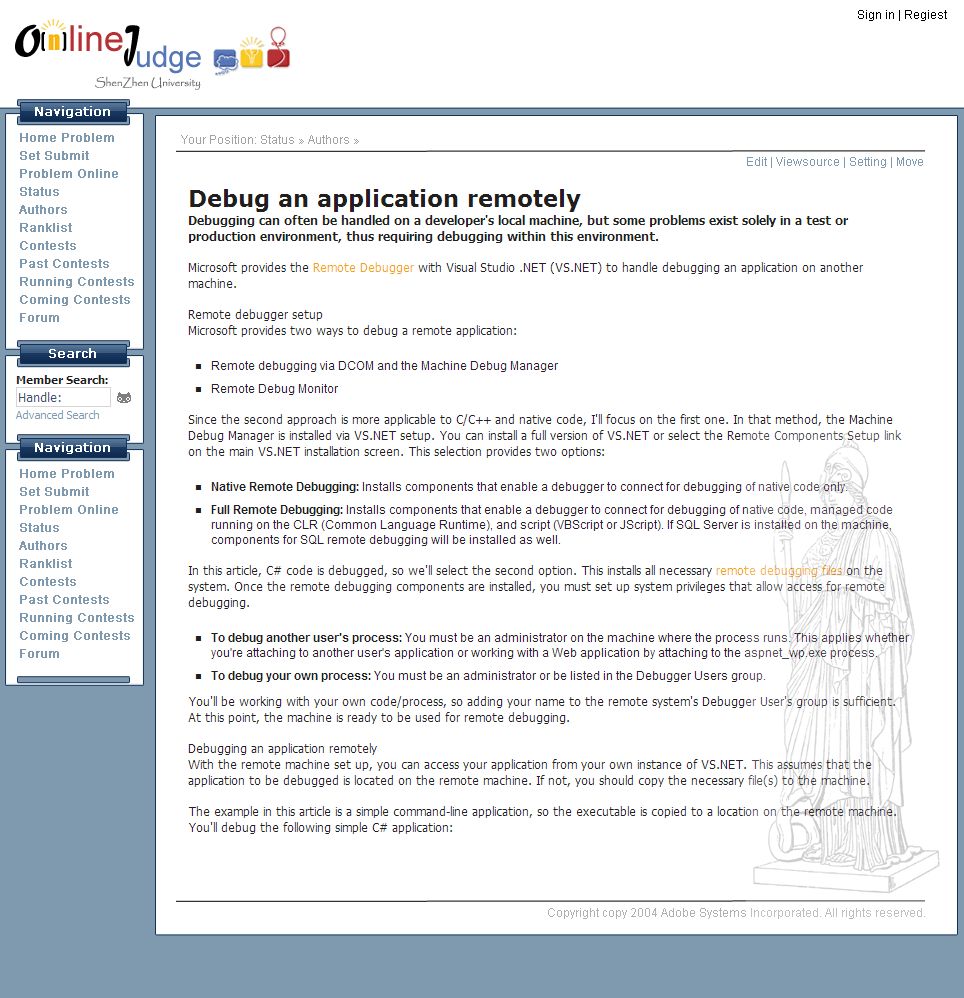 Sign in | Regiest
O(n)line Judge
ShenZhen University
Navigation
Home Problem
Set Submit
Problem Online
Status
Authors
Ranklist
Contests
Past Contests
Running Contests
Coming Contests
Forum
Search
Member Search:
Handle:
Advanced Search
Navigation
Home Problem
Set Submit
Problem Online
Status
Authors
Ranklist
Contests
Past Contests
Running Contests
Coming Contests
Forum
Your Position: Status » Authors »
Edit | Viewsource | Setting | Move
Debug an application remotely
Debugging can often be handled on a developer's local machine, but some problems exist solely in a test or
production environment, thus requiring debugging within this environment.
Microsoft provides the Remote Debugger with Visual Studio .NET (VS.NET) to handle debugging an application on another
machine.
Remote debugger setup
Microsoft provides two ways to debug a remote application:
Remote debugging via DCOM and the Machine Debug Manager
Remote Debug Monitor
Since the second approach is more applicable to C/C++ and native code, I'll focus on the first one. In that method, the Machine
Debug Manager is installed via VS.NET setup. You can install a full version of VS.NET or select the Remote Components Setup link
on the main VS.NET installation screen. This selection provides two options:
Native Remote Debugging: Installs components that enable a debugger to connect for debugging of native code only.
Full Remote Debugging: Installs components that enable a debugger to connect for debugging of native code, managed code
running on the CLR (Common Language Runtime), and script (VBScript or JScript). If SQL Server is installed on the machine,
components for SQL remote debugging will be installed as well.
In this article, C# code is debugged, so we'll select the second option. This installs all necessary remote debugging files on the
system. Once the remote debugging components are installed, you must set up system privileges that allow access for remote
debugging.
To debug another user's process: You must be an administrator on the machine where the process runs. This applies whether
you're attaching to another user's application or working with a Web application by attaching to the aspnet_wp.exe process.
To debug your own process: You must be an administrator or be listed in the Debugger Users group.
You'll be working with your own code/process, so adding your name to the remote system's Debugger User's group is sufficient.
At this point, the machine is ready to be used for remote debugging.
Debugging an application remotely
With the remote machine set up, you can access your application from your own instance of VS.NET. This assumes that the
application to be debugged is located on the remote machine. If not, you should copy the necessary file(s) to the machine.
The example in this article is a simple command-line application, so the executable is copied to a location on the remote machine.
You'll debug the following simple C# application:
Copyright copy 2004 Adobe Systems Incorporated. All rights reserved.